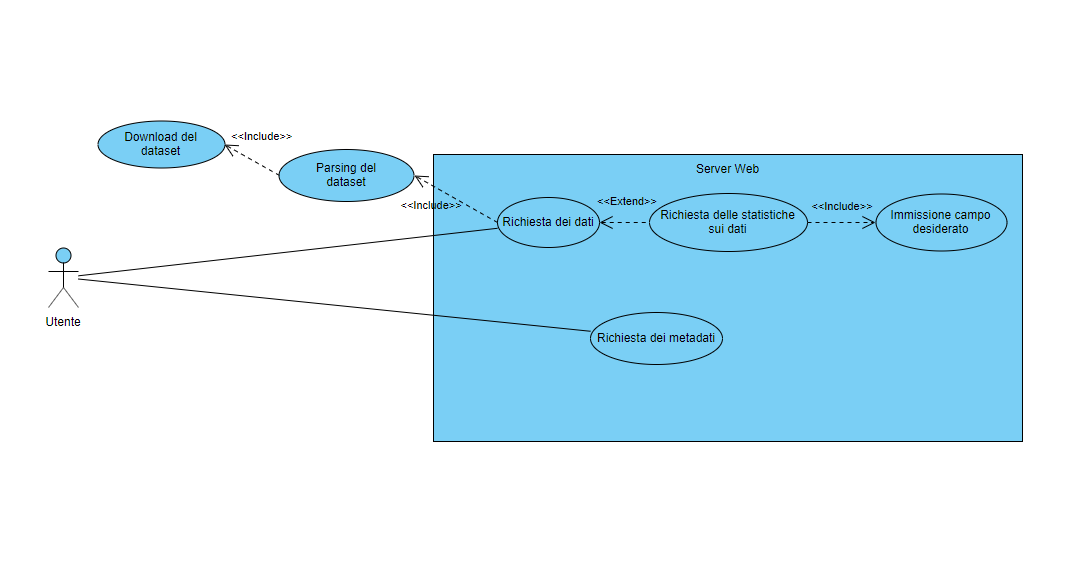 Download del
dataset
<<Include>>
Parsing del
dataset
Server Web
<<Include>>
Richiesta dei dati
<<Extend>>
Richiesta delle statistiche
sui dati
<<Include>>
Immissione campo
desiderato
Utente
Richiesta dei metadati